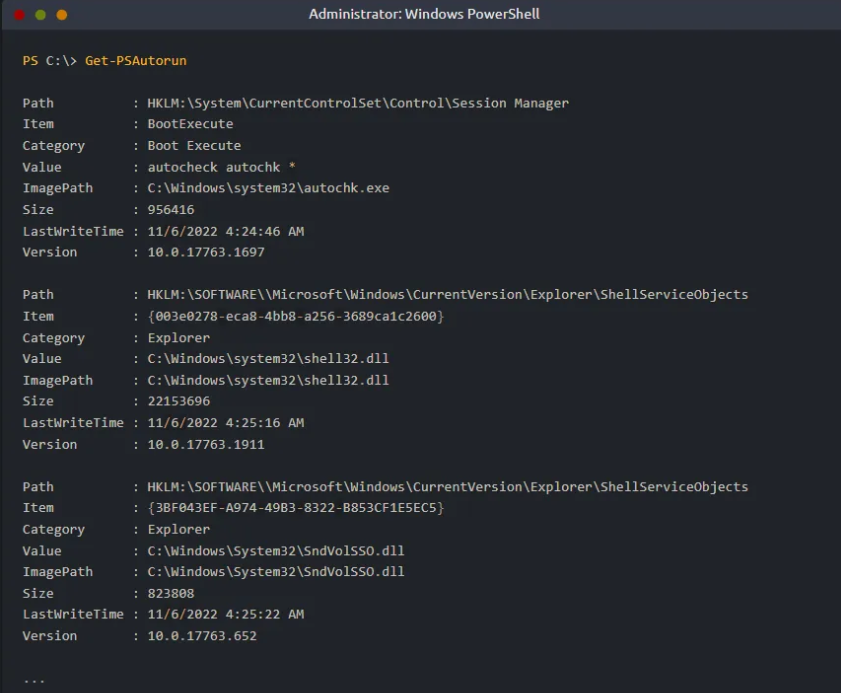 Administrator: Windows PowerShell
PS C:\> Get-PSAutorun
Path : HKLM:\System\CurrentControlSet\Control\Session Manager
Item : BootExecute
Category : Boot Execute
Value : autocheck autochk *
ImagePath : C:\Windows\system32\autochk.exe
Size : 956416
LastWriteTime : 11/6/2022 4:24:46 AM
Version : 10.0.17763.1697
Path : HKLM:\SOFTWARE\\Microsoft\Windows\CurrentVersion\Explorer\ShellServiceObjects
Item : {003e0278-eca8-4bb8-a256-3689ca1c2600}
Category : Explorer
Value : C:\Windows\system32\shell32.dll
ImagePath : C:\Windows\system32\shell32.dll
Size : 22153696
LastWriteTime : 11/6/2022 4:25:16 AM
Version : 10.0.17763.1911
Path : HKLM:\SOFTWARE\\Microsoft\Windows\CurrentVersion\Explorer\ShellServiceObjects
Item : {3BF043EF-A974-49B3-8322-B853CF1E5EC5}
Category : Explorer
Value : C:\Windows\System32\SndVolSSO.dll
ImagePath : C:\Windows\System32\SndVolSSO.dll
Size : 823808
LastWriteTime : 11/6/2022 4:25:22 AM
Version : 10.0.17763.652
...